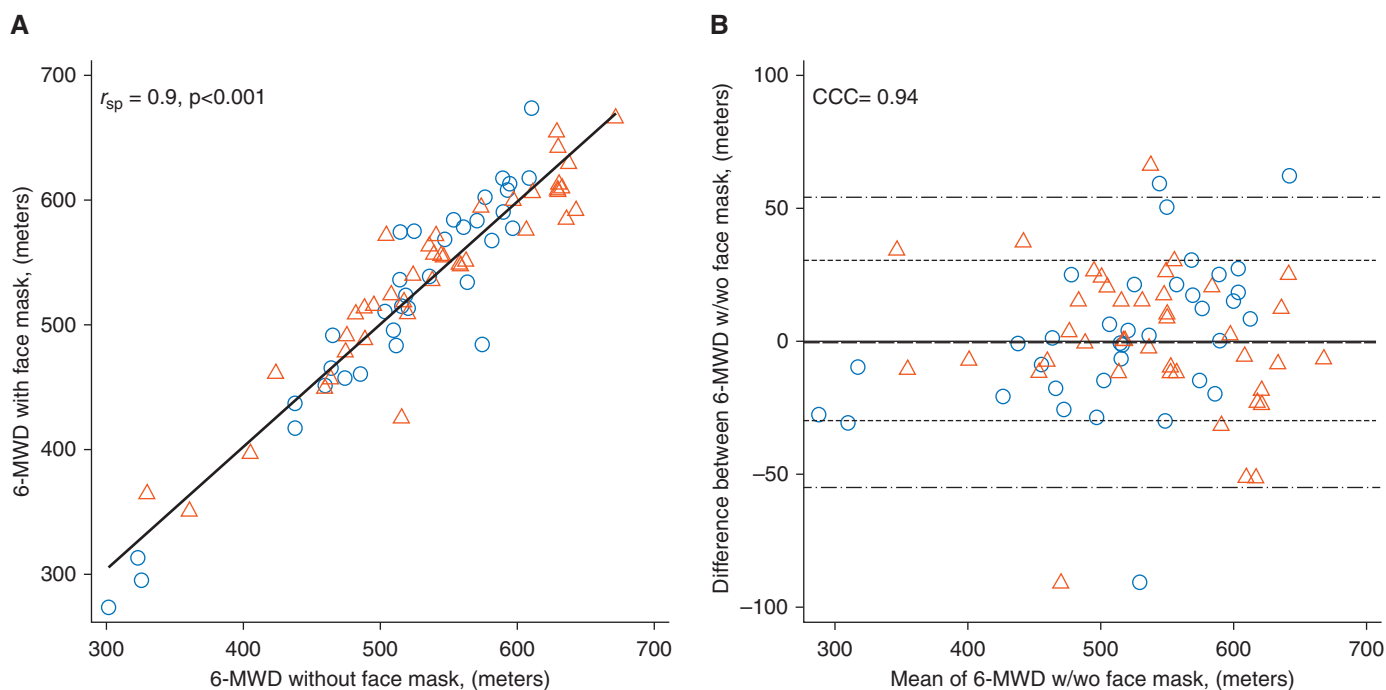 A
700
600
500
400
300
r_sp = 0.9, p<0.001
6-MWD with face mask, (meters)
300 400 500 600 700
6-MWD without face mask, (meters)
B
100
50
0
−50
−100
CCC= 0.94
Difference between 6-MWD w/wo face mask, (meters)
300 400 500 600 700
Mean of 6-MWD w/wo face mask, (meters)